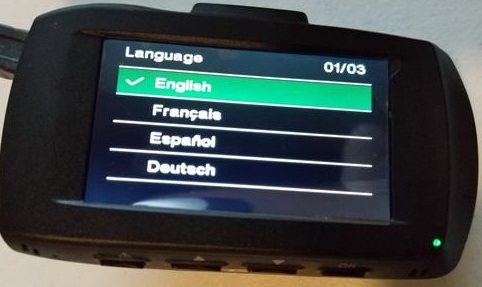 Language
01/03
English
Français
Español
Deutsch